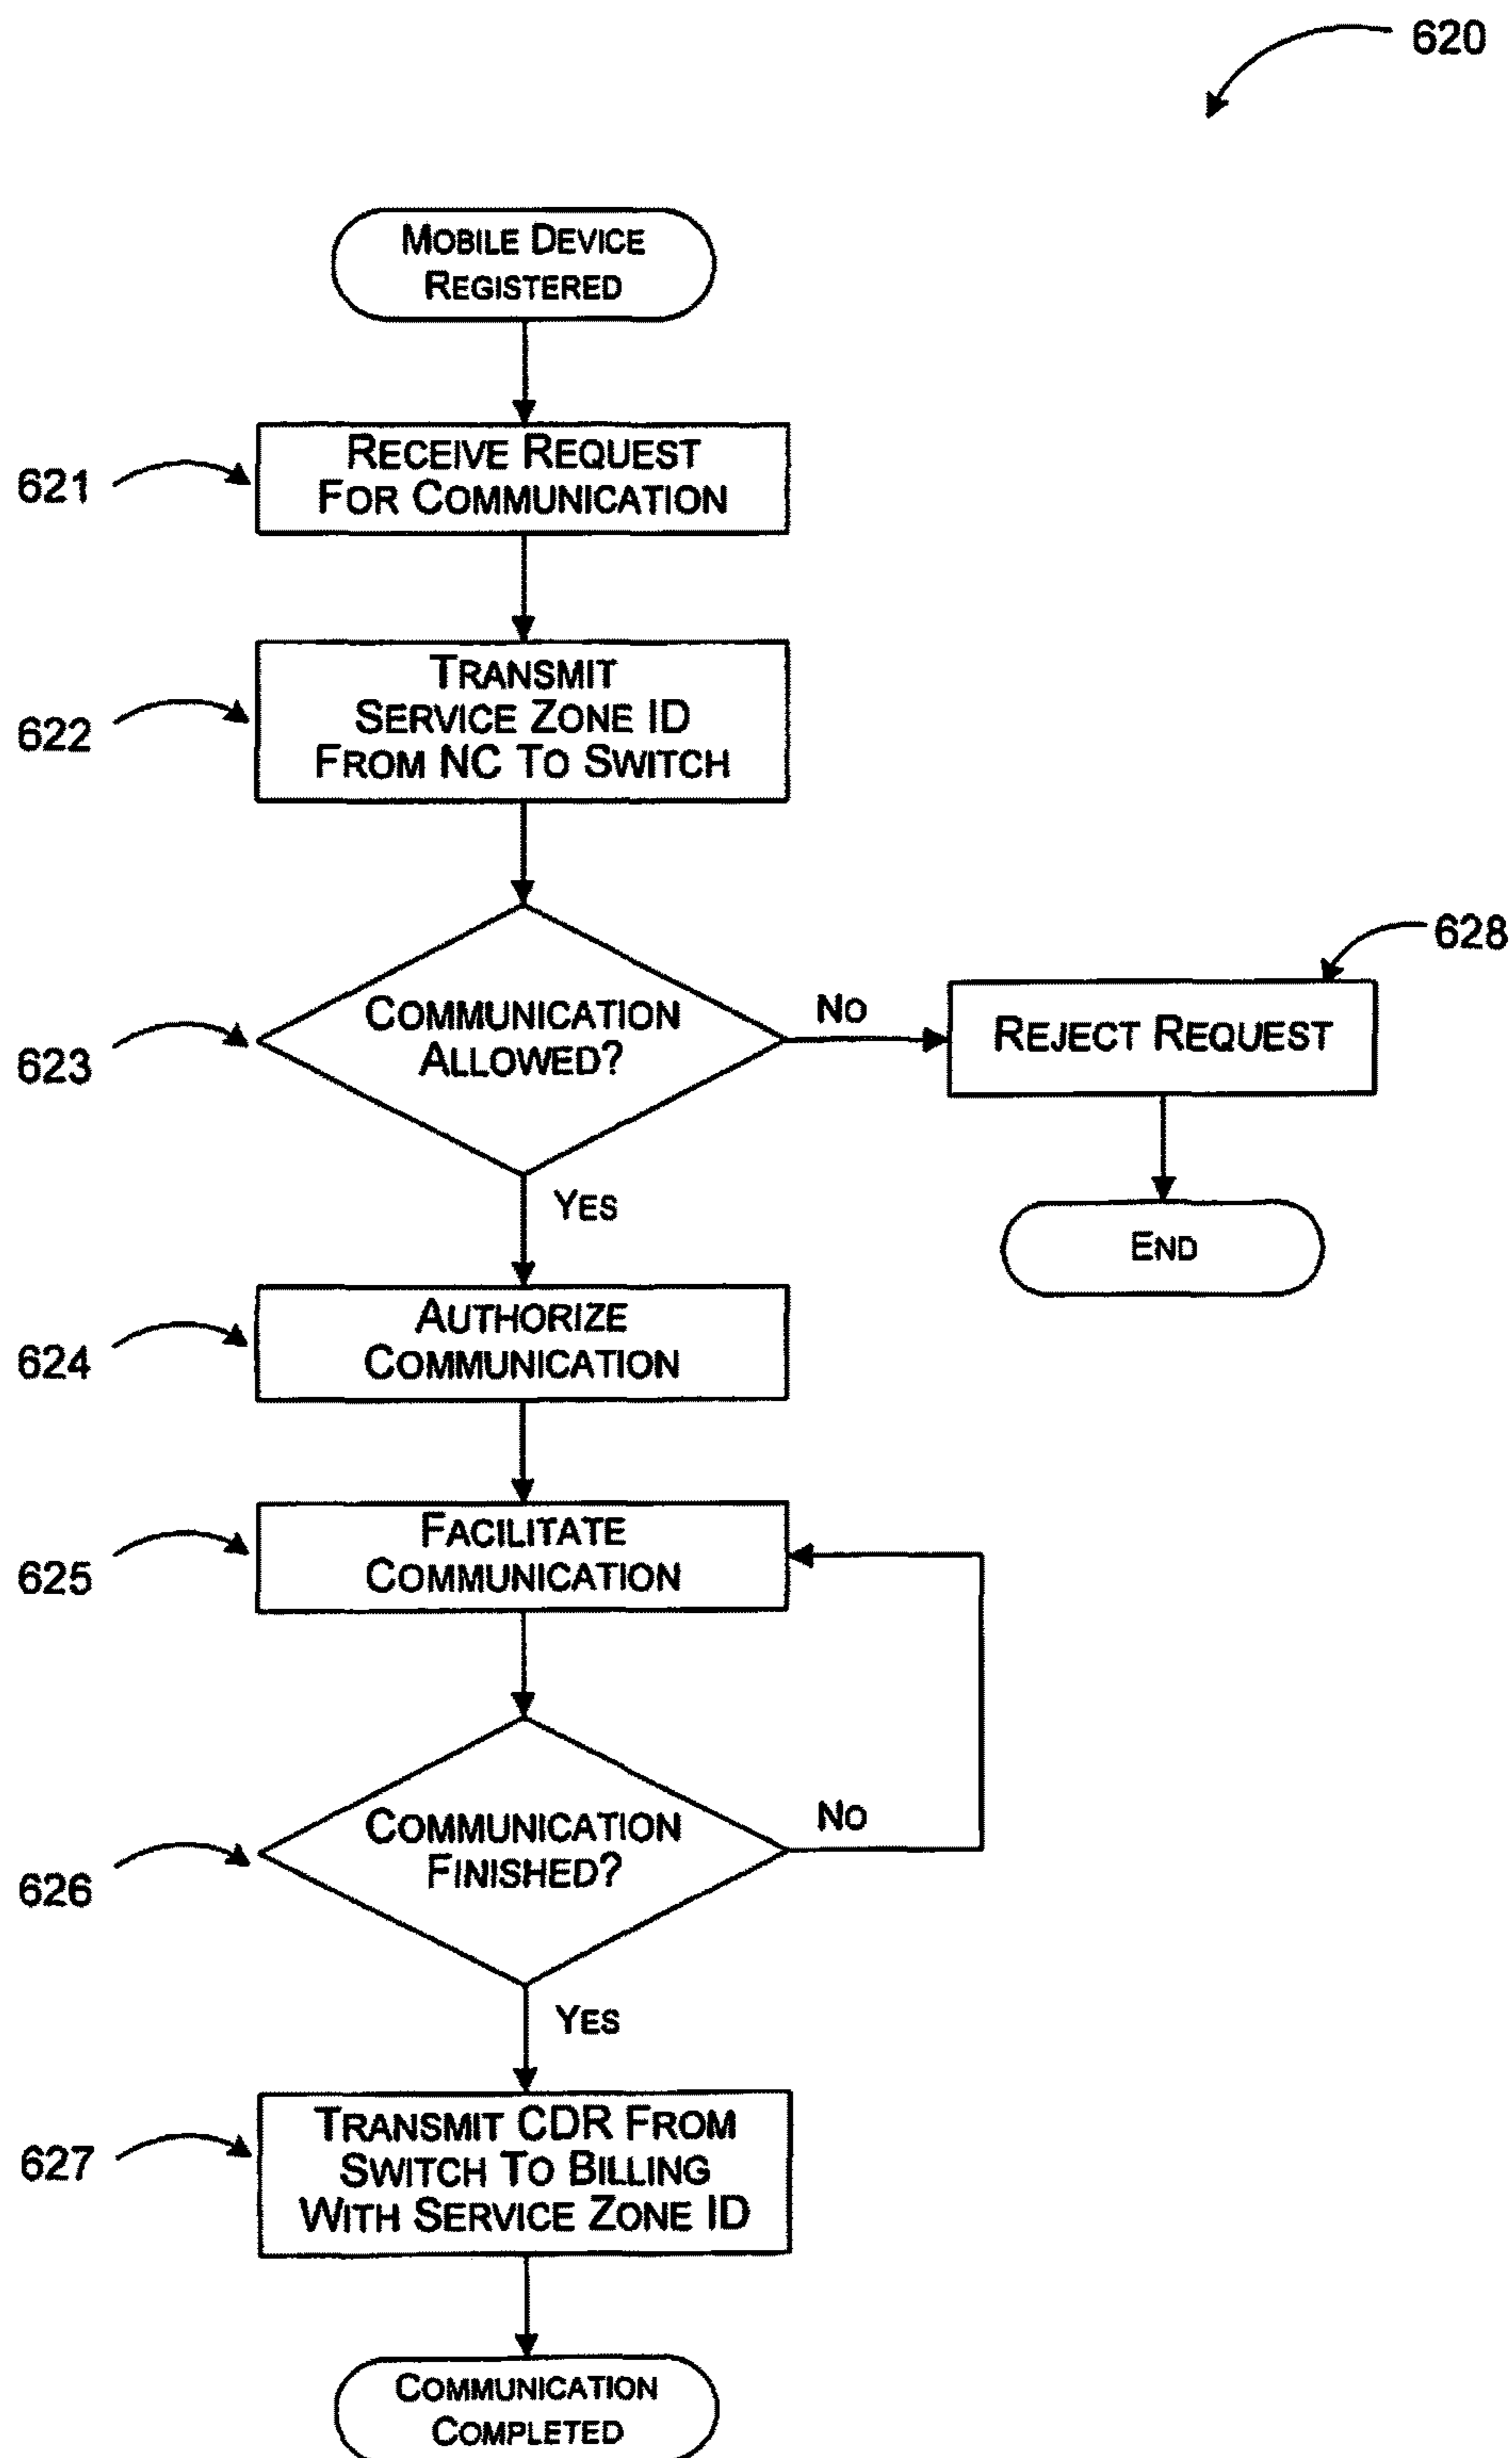 620
MOBILE DEVICE
REGISTERED
621
RECEIVE REQUEST
FOR COMMUNICATION
622
TRANSMIT
SERVICE ZONE ID
FROM NC TO SWITCH
623
COMMUNICATION
ALLOWED?
NO
628
REJECT REQUEST
END
YES
624
AUTHORIZE
COMMUNICATION
625
FACILITATE
COMMUNICATION
626
COMMUNICATION
FINISHED?
NO
YES
627
TRANSMIT CDR FROM
SWITCH TO BILLING
WITH SERVICE ZONE ID
COMMUNICATION
COMPLETED